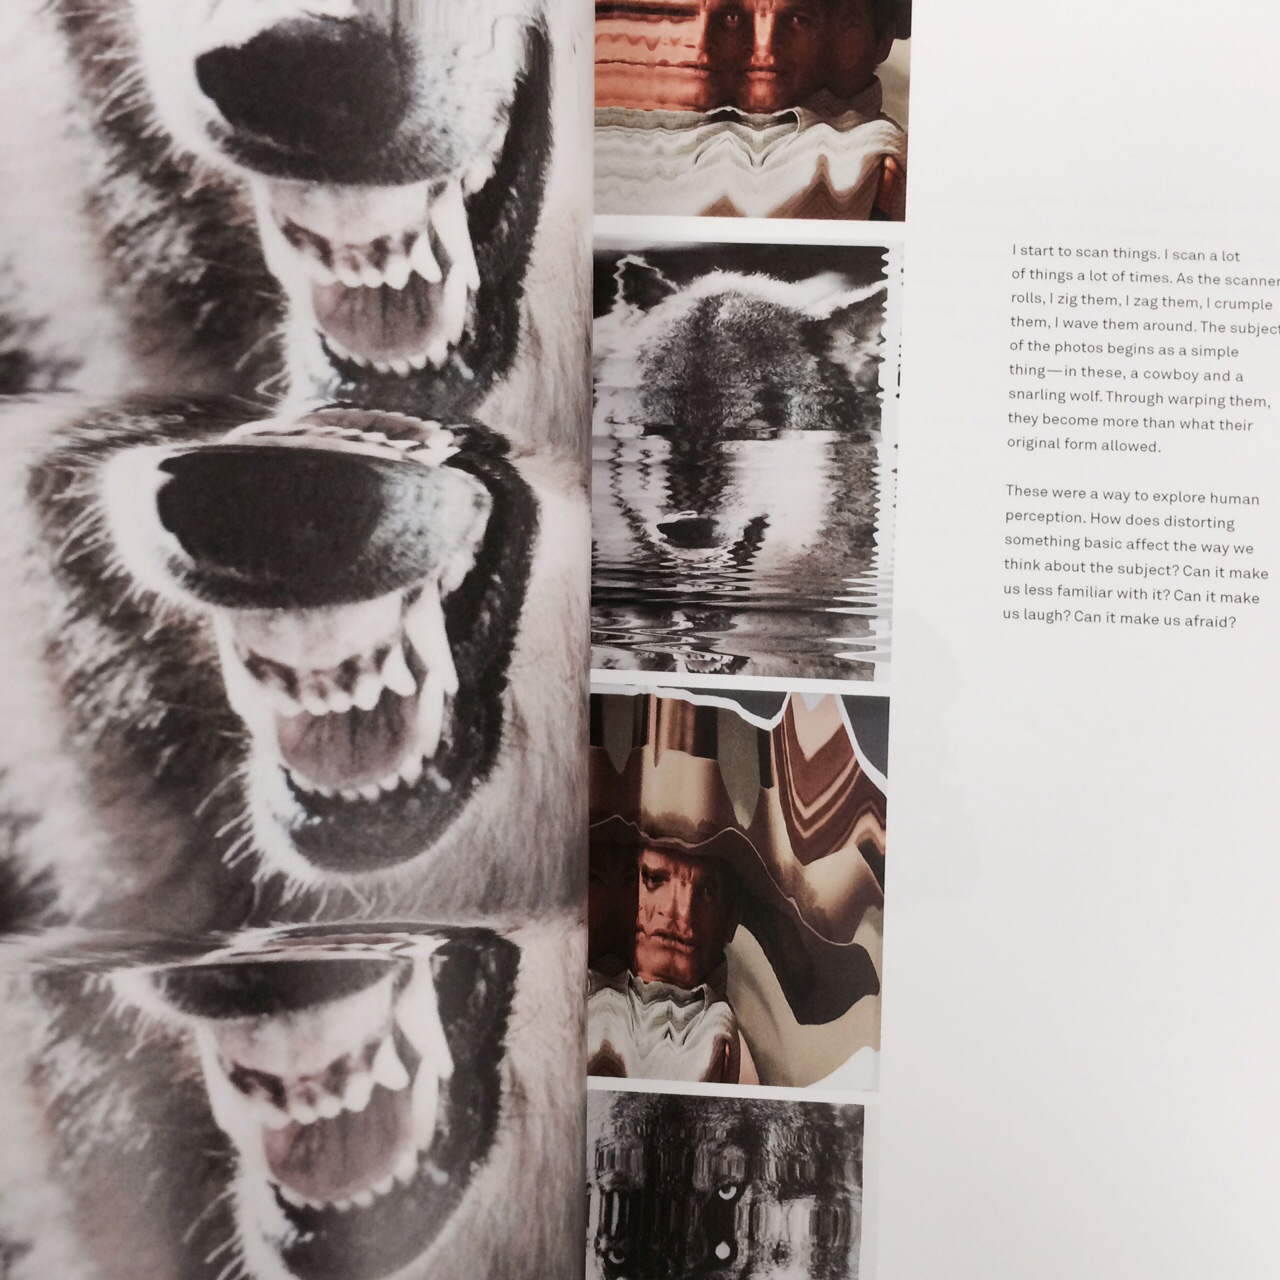 I start to scan things. I scan a lot
of things a lot of times. As the scanner
rolls, I zig them, I zag them, I crumple
them, I wave them around. The subject
of the photos begins as a simple
thing—in these, a cowboy and a
snarling wolf. Through warping them,
they become more than what their
original form allowed.
These were a way to explore human
perception. How does distorting
something basic affect the way we
think about the subject? Can it make
us less familiar with it? Can it make
us laugh? Can it make us afraid?